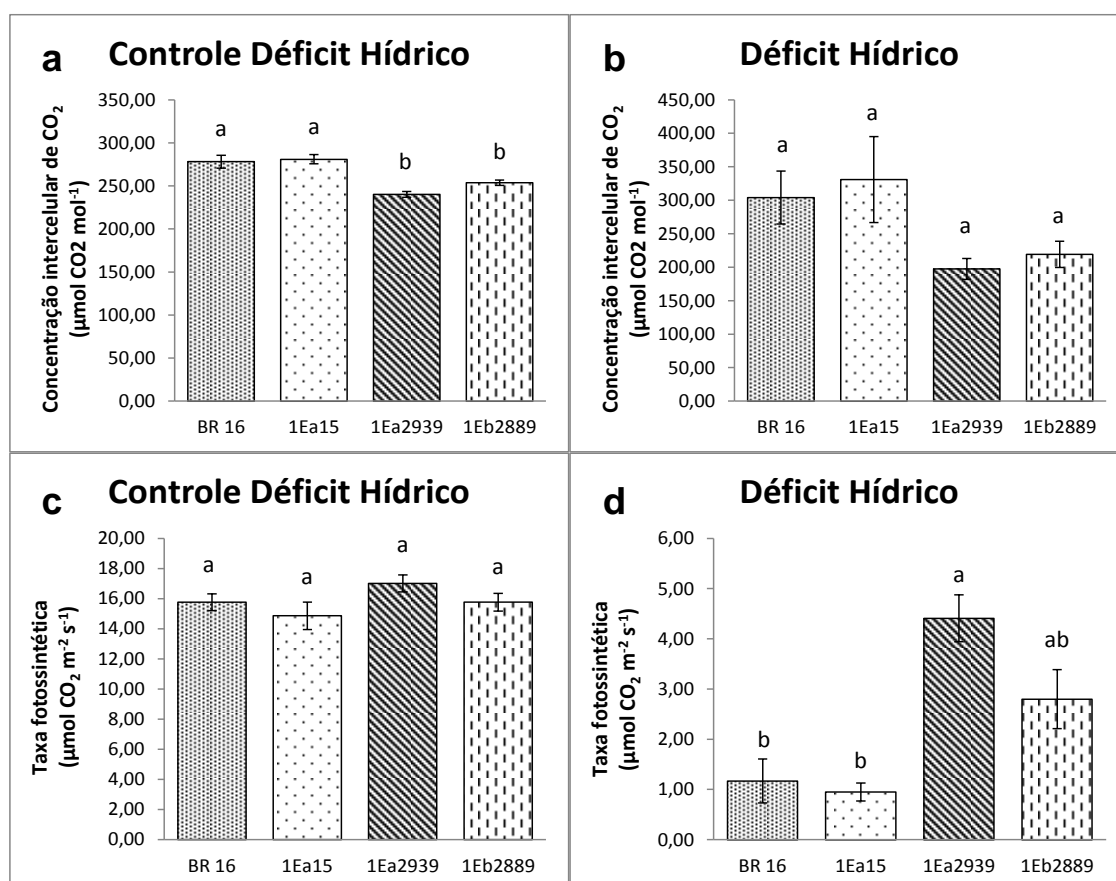 a Controle Déficit Hídrico
Concentração intercelular de CO₂
(µmol CO2 mol⁻¹)
350,00
300,00
250,00
200,00
150,00
100,00
50,00
0,00
a a b b
BR 16 1Ea15 1Ea2939 1Eb2889
b Déficit Hídrico
Concentração intercelular de CO₂
(µmol CO2 mol⁻¹)
450,00
400,00
350,00
300,00
250,00
200,00
150,00
100,00
50,00
0,00
a a a a
BR 16 1Ea15 1Ea2939 1Eb2889
c Controle Déficit Hídrico
Taxa fotossintética
(µmol CO₂ m⁻² s⁻¹)
20,00
18,00
16,00
14,00
12,00
10,00
8,00
6,00
4,00
2,00
0,00
a a a a
BR 16 1Ea15 1Ea2939 1Eb2889
d Déficit Hídrico
Taxa fotossintética
(µmol CO₂ m⁻² s⁻¹)
6,00
5,00
4,00
3,00
2,00
1,00
0,00
b b a ab
BR 16 1Ea15 1Ea2939 1Eb2889